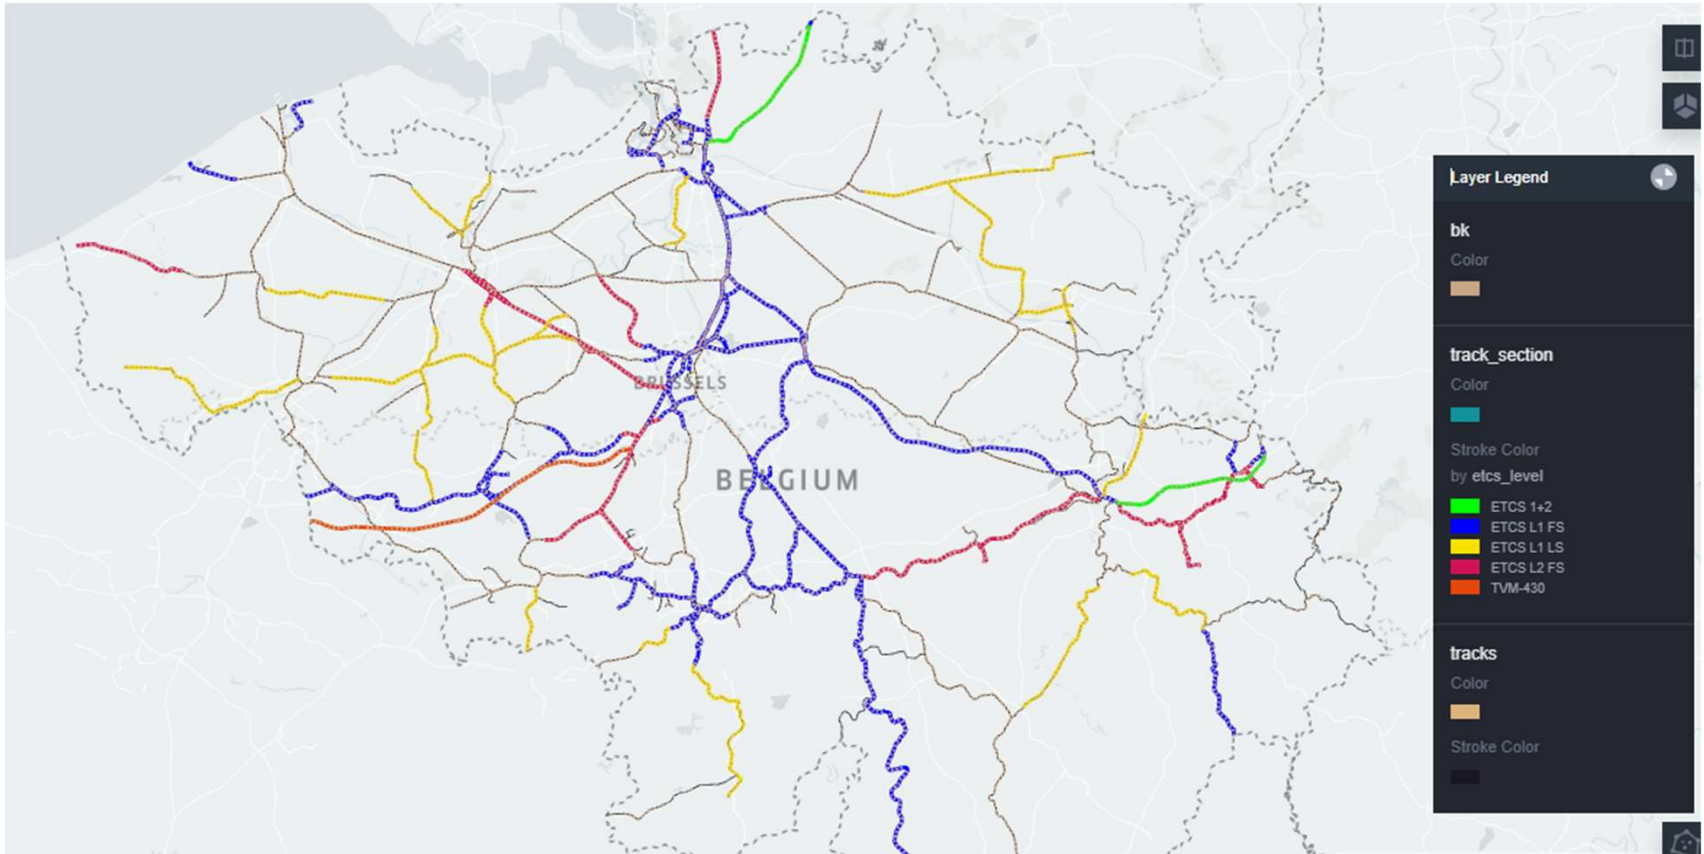 BRUSSELS
BELGIUM
Layer Legend
bk
Color
track_section
Color
Stroke Color
by etcs_level
ETCS 1+2
ETCS L1 FS
ETCS L1 LS
ETCS L2 FS
TVM-430
tracks
Color
Stroke Color